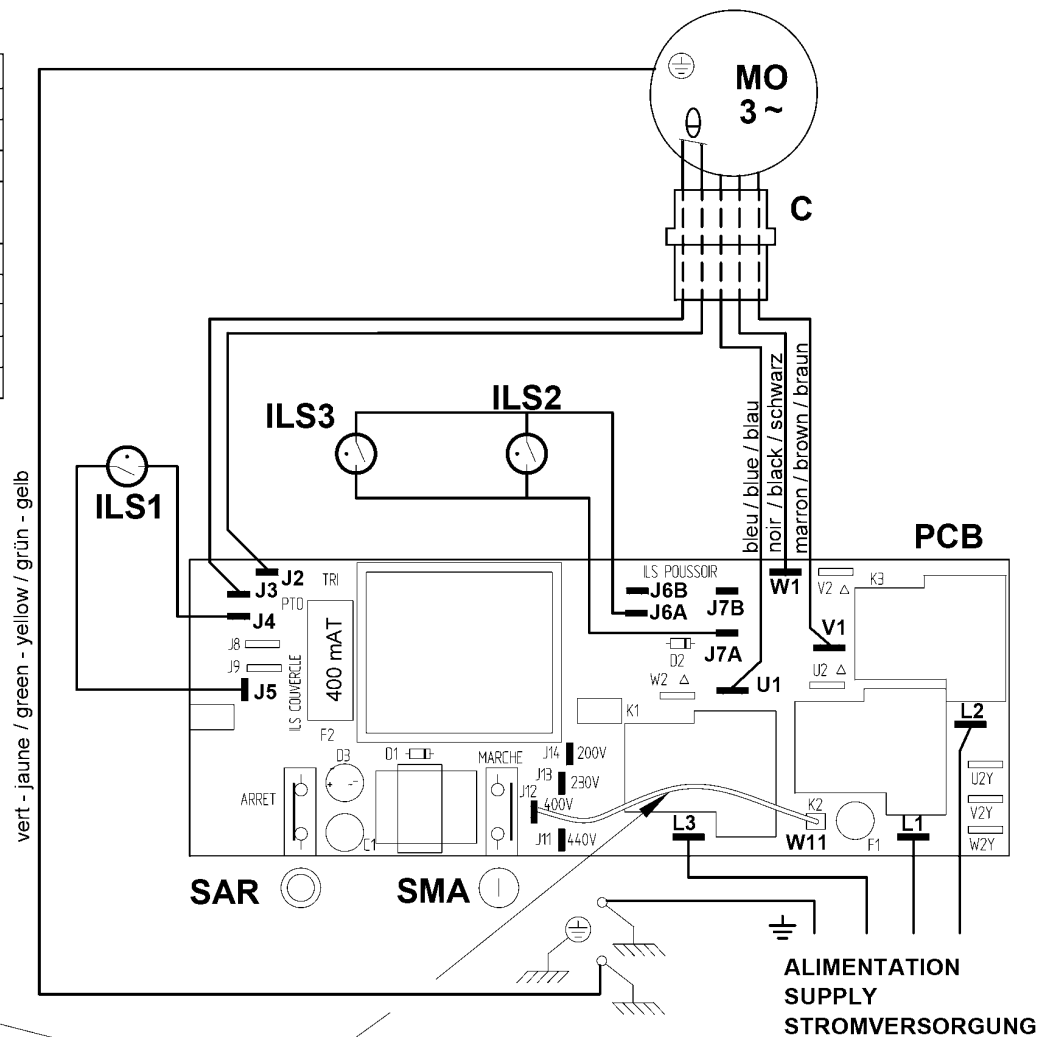 MO
3 ~
θ
C
ILS3
ILS2
ILS1
vert - jaune / green - yellow / grün - gelb
bleu / blue / blau
noir / black / schwarz
marron / brown / braun
PCB
J2
J3
J4
J8
J9
J5
TRI
PTO
400 mAT
ILS COUVERCLE
F2
ILS POUSSOIR
J6B
J6A
J7B
J7A
D2
W2
U1
W1
V2
K3
V1
U2
L2
K1
D3
+ -
D1
MARCHE
ARRET
C1
J14 200V
J13 230V
J12 400V
J11 440V
L3
K2
W11
F1
L1
U2Y
V2Y
W2Y
SAR
SMA
ALIMENTATION
SUPPLY
STROMVERSORGUNG